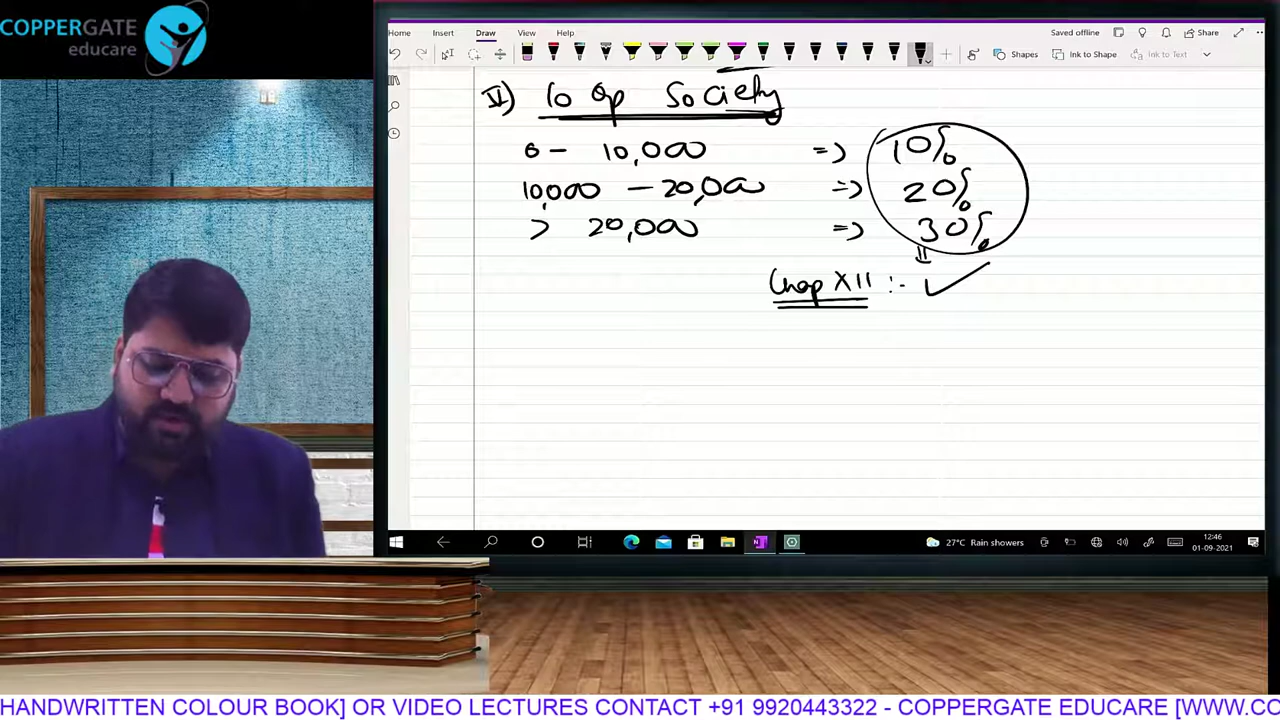 COPPERGATE
educare
Home Insert Draw View Help
Saved offline
Share
Shapes
Ink to Shape
Ink to Text
VI) Co Op Society
0 - 10,000 => 10%
10,000 - 20,000 => 20%
> 20,000 => 30%
Chap XII :- ✓
27°C Rain showers
12:46
01-09-2021
HANDWRITTEN COLOUR BOOK] OR VIDEO LECTURES CONTACT +91 9920443322 - COPPERGATE EDUCARE [WWW.CO